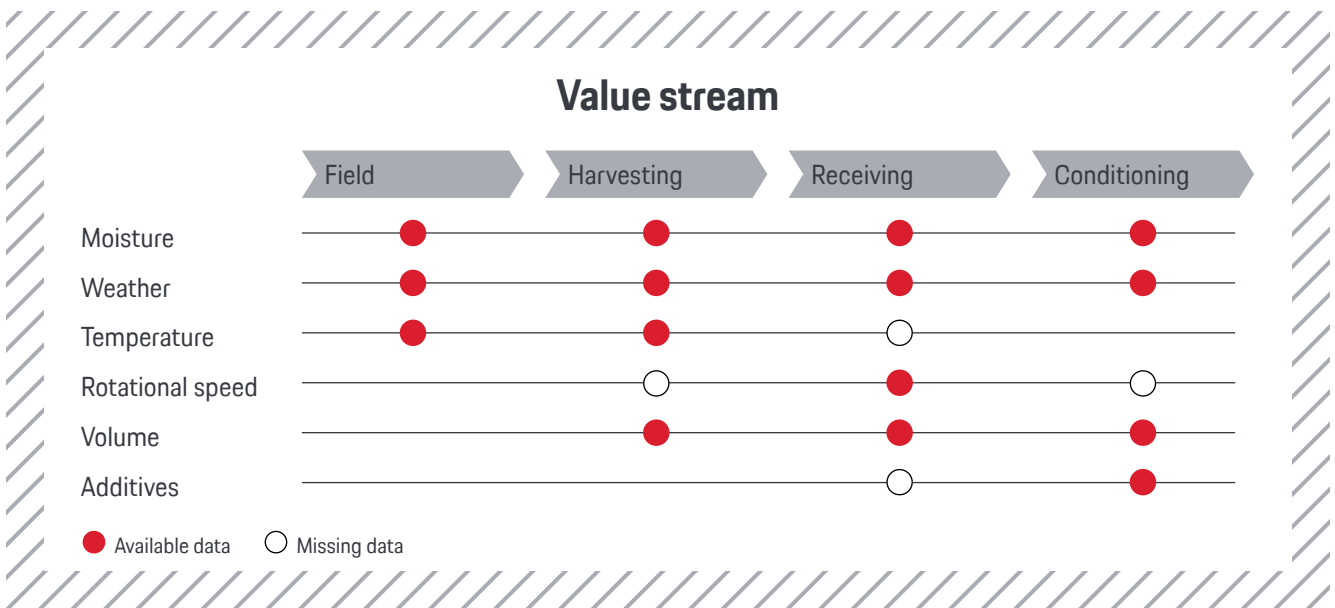 Value stream
Field Harvesting Receiving Conditioning
Moisture
Weather
Temperature
Rotational speed
Volume
Additives
Available data Missing data